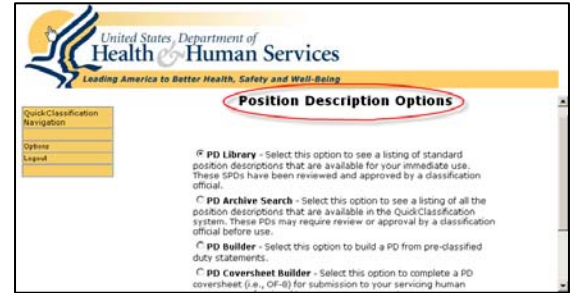 United States Department of
Health & Human Services
Leading America to Better Health, Safety and Well-Being
Position Description Options
QuickClassification
Navigation
Options
Logout
PD Library - Select this option to see a listing of standard
position descriptions that are available for your immediate use.
These SPDs have been reviewed and approved by a classification
official.
PD Archive Search - Select this option to see a listing of all the
position descriptions that are available in the QuickClassification
system. These PDs may require review or approval by a classification
official before use.
PD Builder - Select this option to build a PD from pre-classified
duty statements.
PD Coversheet Builder - Select this option to complete a PD
coversheet (i.e., OF-8) for submission to your servicing human